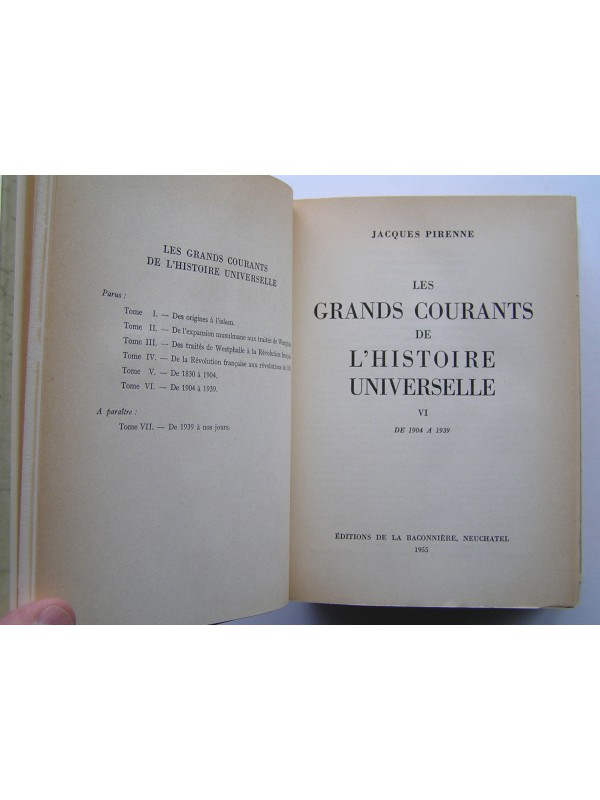 LES GRANDS COURANTS
DE L'HISTOIRE UNIVERSELLE
Parus :
Tome I. — Des origines à l'islam.
Tome II. — De l'expansion musulmane aux traités de
Tome III. — Des traités de Westphalie à la Révolution
Tome IV. — De la Révolution française aux révolutions de
Tome V. — De 1850 à 1904.
Tome VI. — De 1904 à 1939.
A paraître :
Tome VII. — De 1939 à nos jours.
JACQUES PIRENNE
LES
GRANDS COURANTS
DE
L'HISTOIRE
UNIVERSELLE
VI
DE 1904 A 1939
ÉDITIONS DE LA BACONNIÈRE, NEUCHATEL
1955